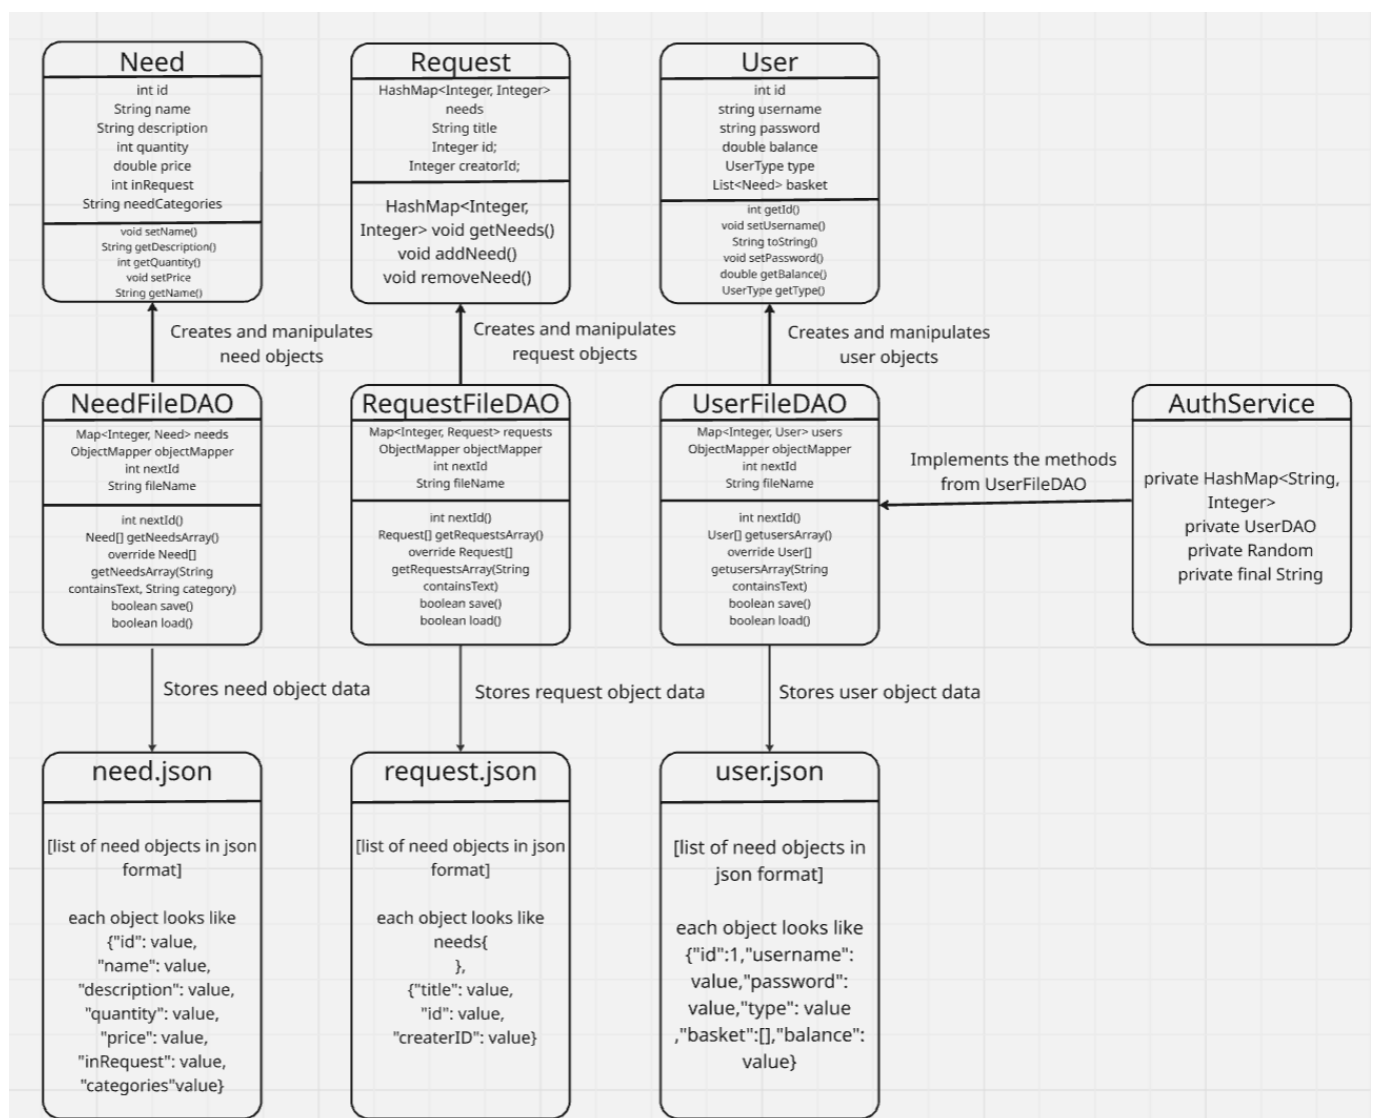 Need
int id
String name
String description
int quantity
double price
int inRequest
String needCategories
void setName()
String getDescription()
int getQuantity()
void setPrice
String getName()
Request
HashMap<Integer, Integer>
needs
String title
Integer id;
Integer creatorId;
HashMap<Integer,
Integer> void getNeeds()
void addNeed()
void removeNeed()
User
int id
string username
string password
double balance
UserType type
List<Need> basket
int getId()
void setUsername()
String toString()
void setPassword()
double getBalance()
UserType getType()
Creates and manipulates
need objects
Creates and manipulates
request objects
Creates and manipulates
user objects
NeedFileDAO
Map<Integer, Need> needs
ObjectMapper objectMapper
int nextId
String fileName
int nextId()
Need[] getNeedsArray()
override Need[]
getNeedsArray(String
containsText, String category)
boolean save()
boolean load()
RequestFileDAO
Map<Integer, Request> requests
ObjectMapper objectMapper
int nextId
String fileName
int nextId()
Request[] getRequestsArray()
override Request[]
getRequestsArray(String
containsText)
boolean save()
boolean load()
UserFileDAO
Map<Integer, User> users
ObjectMapper objectMapper
int nextId
String fileName
int nextId()
User[] getusersArray()
override User[]
getusersArray(String
containsText)
boolean save()
boolean load()
Implements the methods
from UserFileDAO
AuthService
private HashMap<String,
Integer>
private UserDAO
private Random
private final String
Stores need object data
Stores request object data
Stores user object data
need.json
[list of need objects in json
format]
each object looks like
{"id": value,
"name": value,
"description": value,
"quantity": value,
"price": value,
"inRequest": value,
"categories"value}
request.json
[list of need objects in json
format]
each object looks like
needs{
},
{"title": value,
"id": value,
"createrID": value}
user.json
[list of need objects in
json format]
each object looks like
{"id":1,"username":
value,"password":
value,"type": value
,"basket":[],"balance":
value}